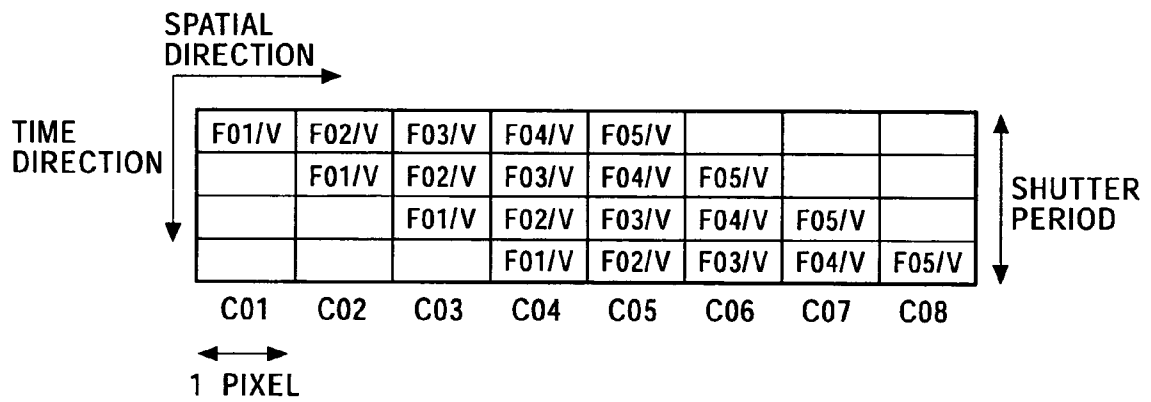 SPATIAL
DIRECTION
TIME
DIRECTION
F01/V F02/V F03/V F04/V F05/V
F01/V F02/V F03/V F04/V F05/V
F01/V F02/V F03/V F04/V F05/V
F01/V F02/V F03/V F04/V F05/V
SHUTTER
PERIOD
C01 C02 C03 C04 C05 C06 C07 C08
1 PIXEL